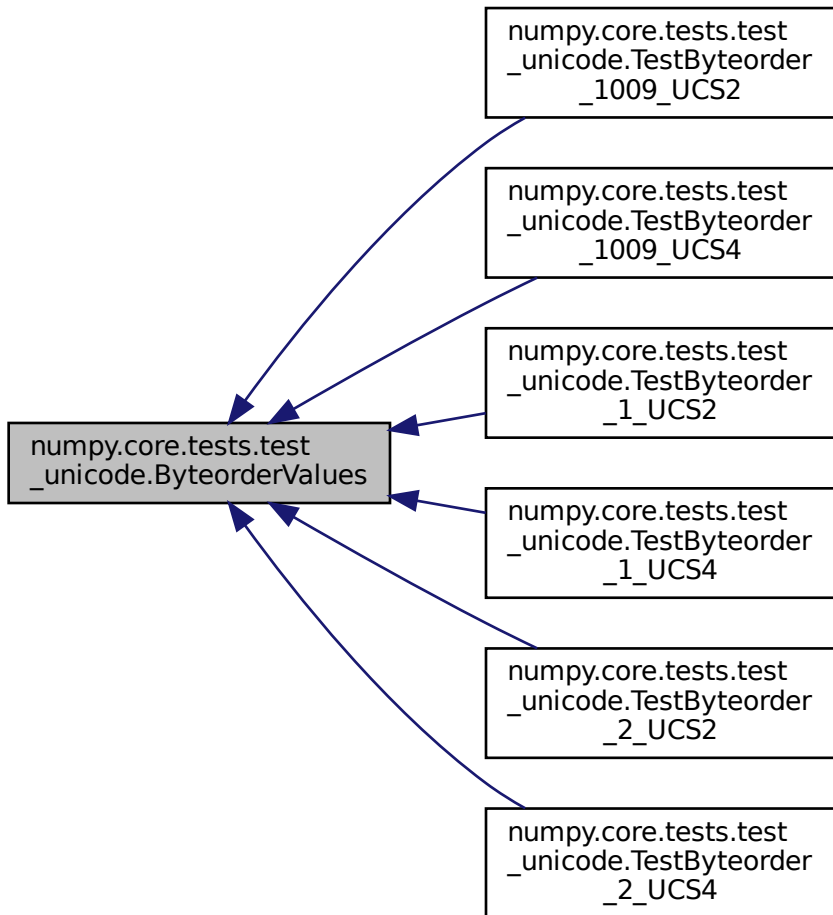 numpy.core.tests.test
_unicode.TestByteorder
_1009_UCS2
numpy.core.tests.test
_unicode.TestByteorder
_1009_UCS4
numpy.core.tests.test
_unicode.TestByteorder
_1_UCS2
numpy.core.tests.test
_unicode.ByteorderValues
numpy.core.tests.test
_unicode.TestByteorder
_1_UCS4
numpy.core.tests.test
_unicode.TestByteorder
_2_UCS2
numpy.core.tests.test
_unicode.TestByteorder
_2_UCS4